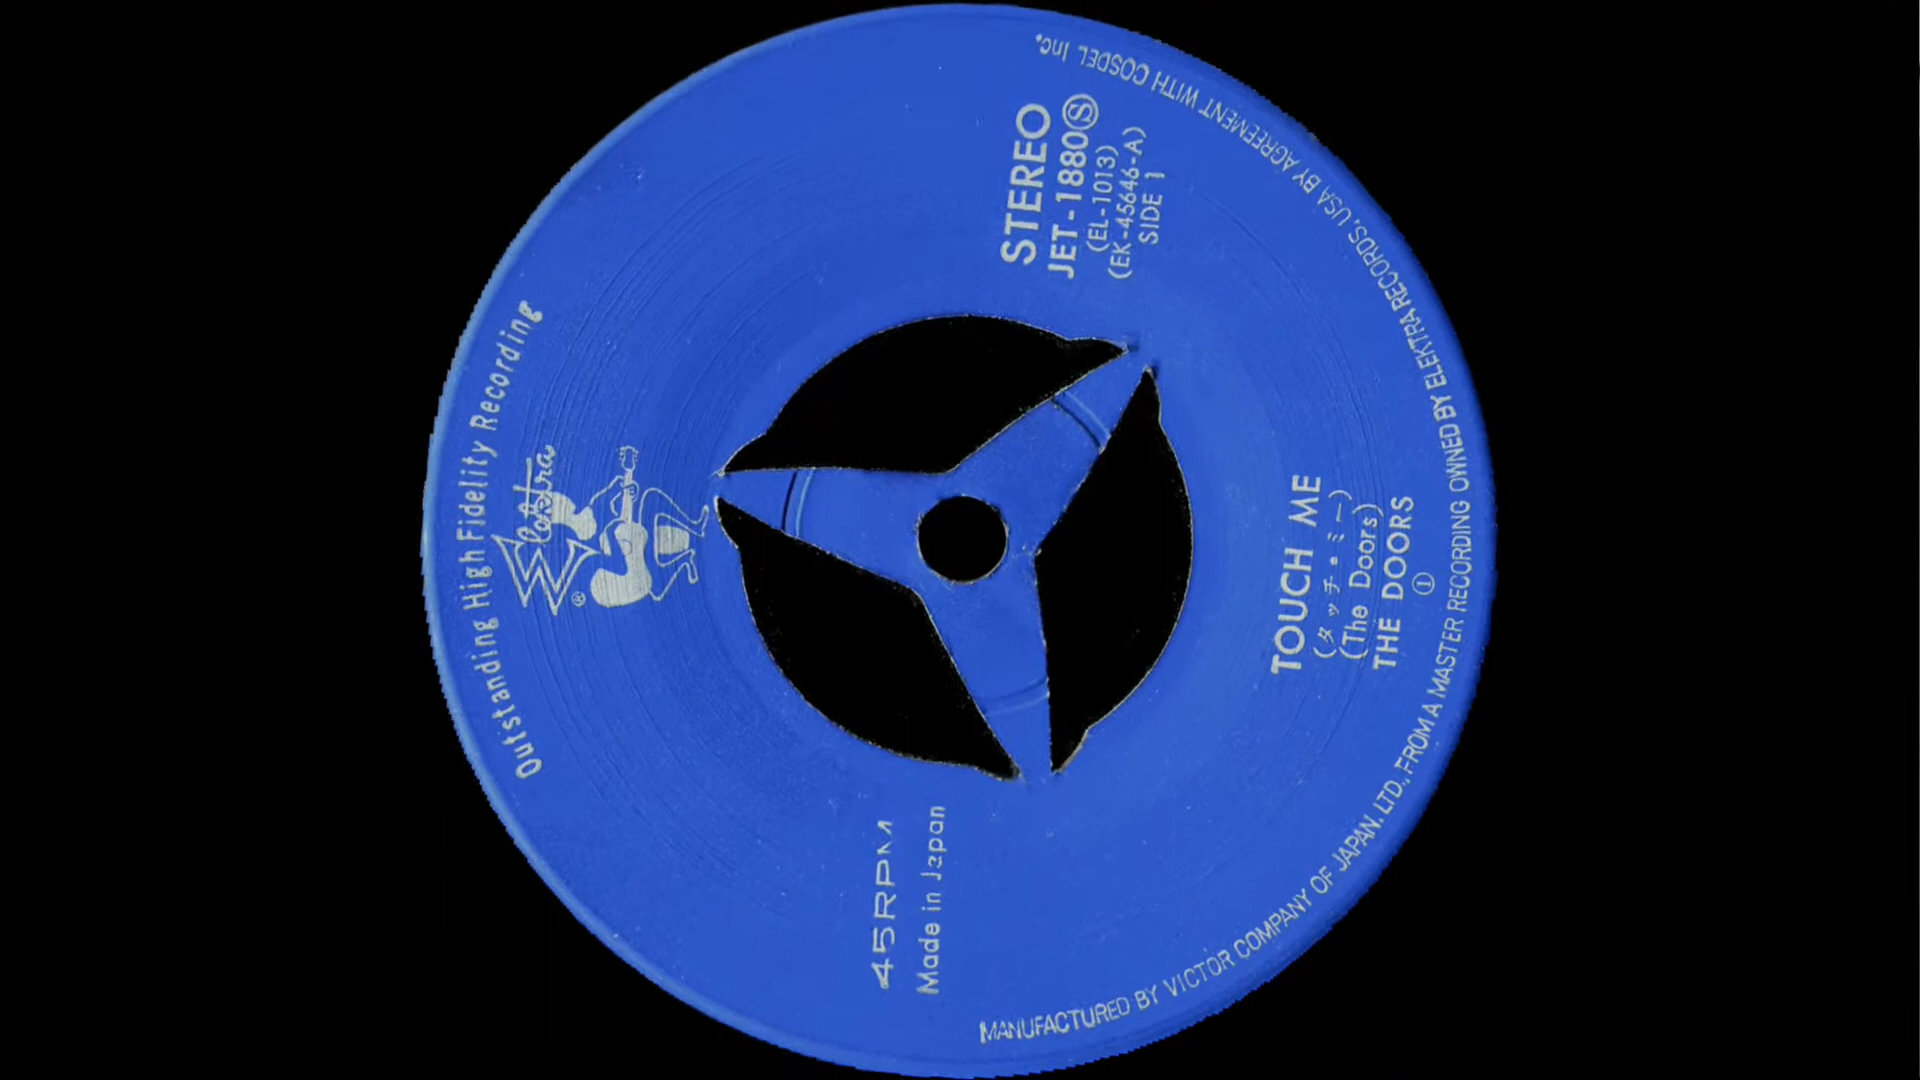 Outstanding High Fidelity Recording
Elektra
®
45RPM
Made in Japan
STEREO
JET-1880Ⓢ
(EL-1013)
(EK-45646-A)
SIDE 1
TOUCH ME
(タッチ・ミー)
(The Doors)
THE DOORS
①
MANUFACTURED BY VICTOR COMPANY OF JAPAN, LTD., FROM A MASTER RECORDING OWNED BY ELEKTRA RECORDS, USA BY AGREEMENT WITH COSDEL Inc.